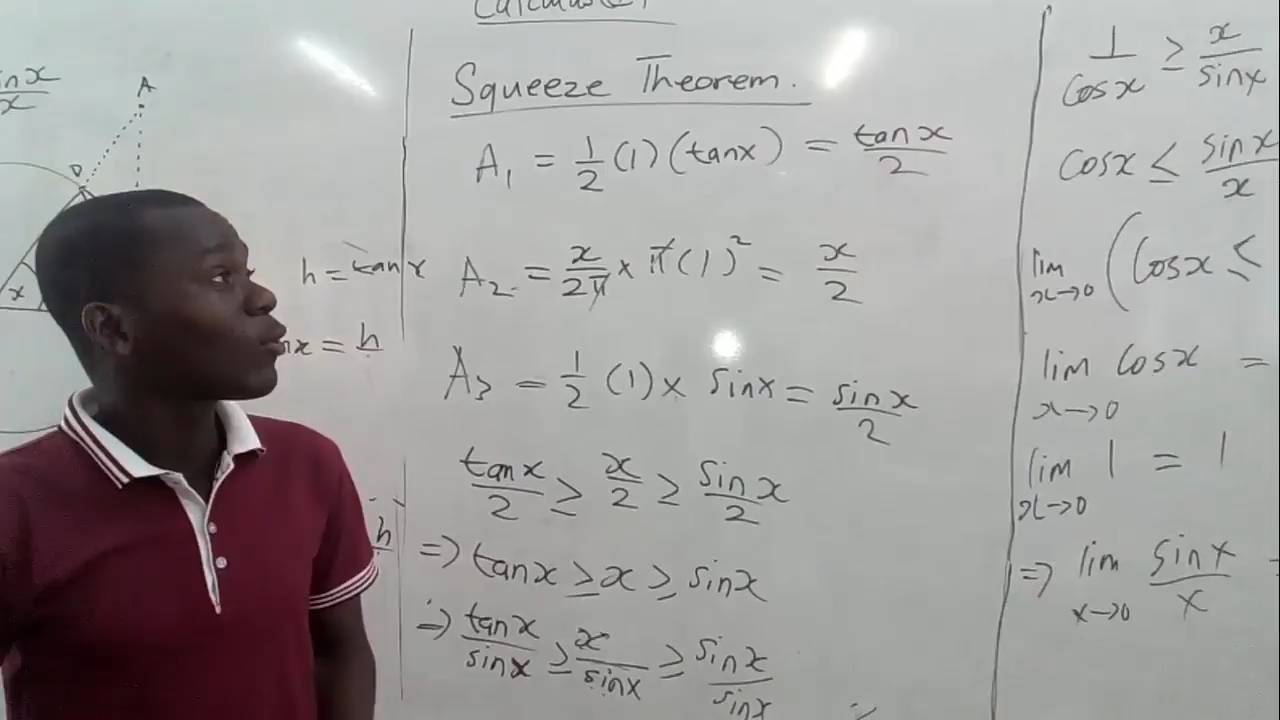 sin x / x
A
D
x
h = tan x
x = h
h
Squeeze Theorem.
A₁ = 1/2 (1) (tan x) = tan x / 2
A₂ = x/2π × π(1)² = x/2
A₃ = 1/2 (1) × sin x = sin x / 2
tan x / 2 ≥ x/2 ≥ sin x / 2
=> tan x ≥ x ≥ sin x
=> tan x / sin x ≥ x / sin x ≥ sin x / sin x
1 / cos x ≥ x / sin x
cos x ≤ sin x / x
lim x→0 (cos x ≤
lim x→0 cos x =
lim x→0 1 = 1
=> lim x→0 sin x / x